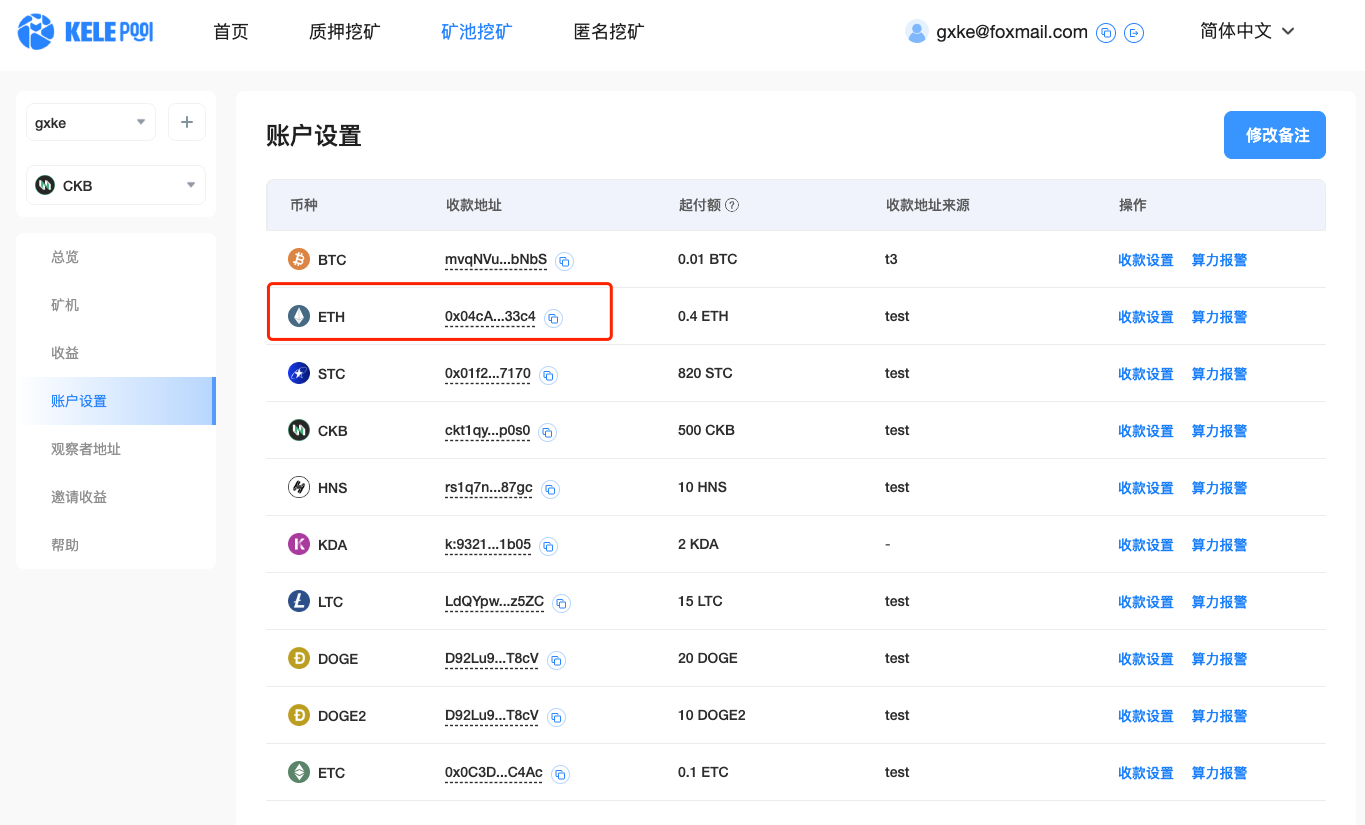 KELE POOl 首页 质押挖矿 矿池挖矿 匿名挖矿 gxke@foxmail.com 简体中文
gxke +
CKB
总览
矿机
收益
账户设置
观察者地址
邀请收益
帮助
账户设置 修改备注
币种 收款地址 起付额 ? 收款地址来源 操作
BTC mvqNVu...bNbS 0.01 BTC t3 收款设置 算力报警
ETH 0x04cA...33c4 0.4 ETH test 收款设置 算力报警
STC 0x01f2...7170 820 STC test 收款设置 算力报警
CKB ckt1qy...p0s0 500 CKB test 收款设置 算力报警
HNS rs1q7n...87gc 10 HNS test 收款设置 算力报警
KDA k:9321...1b05 2 KDA - 收款设置 算力报警
LTC LdQYpw...z5ZC 15 LTC test 收款设置 算力报警
DOGE D92Lu9...T8cV 20 DOGE test 收款设置 算力报警
DOGE2 D92Lu9...T8cV 10 DOGE2 test 收款设置 算力报警
ETC 0x0C3D...C4Ac 0.1 ETC test 收款设置 算力报警